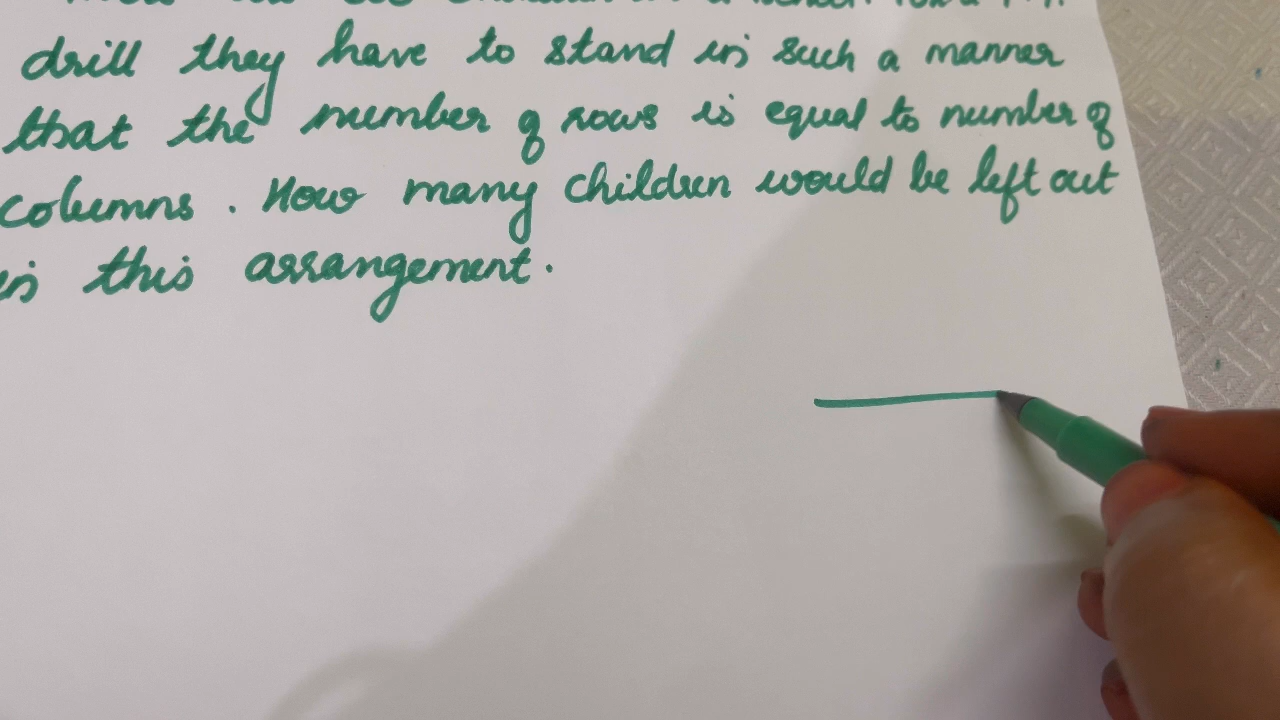 drill they have to stand in such a manner
that the number of rows is equal to number of
columns. How many children would be left out
in this arrangement.